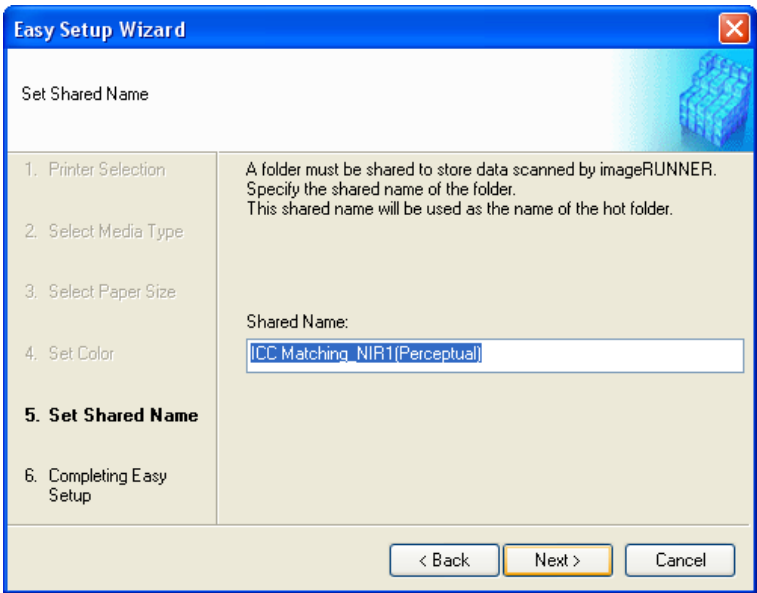 Easy Setup Wizard
Set Shared Name
1. Printer Selection
2. Select Media Type
3. Select Paper Size
4. Set Color
5. Set Shared Name
6. Completing Easy
Setup
A folder must be shared to store data scanned by imageRUNNER.
Specify the shared name of the folder.
This shared name will be used as the name of the hot folder.
Shared Name:
ICC Matching_NIR1(Perceptual)
< Back
Next >
Cancel